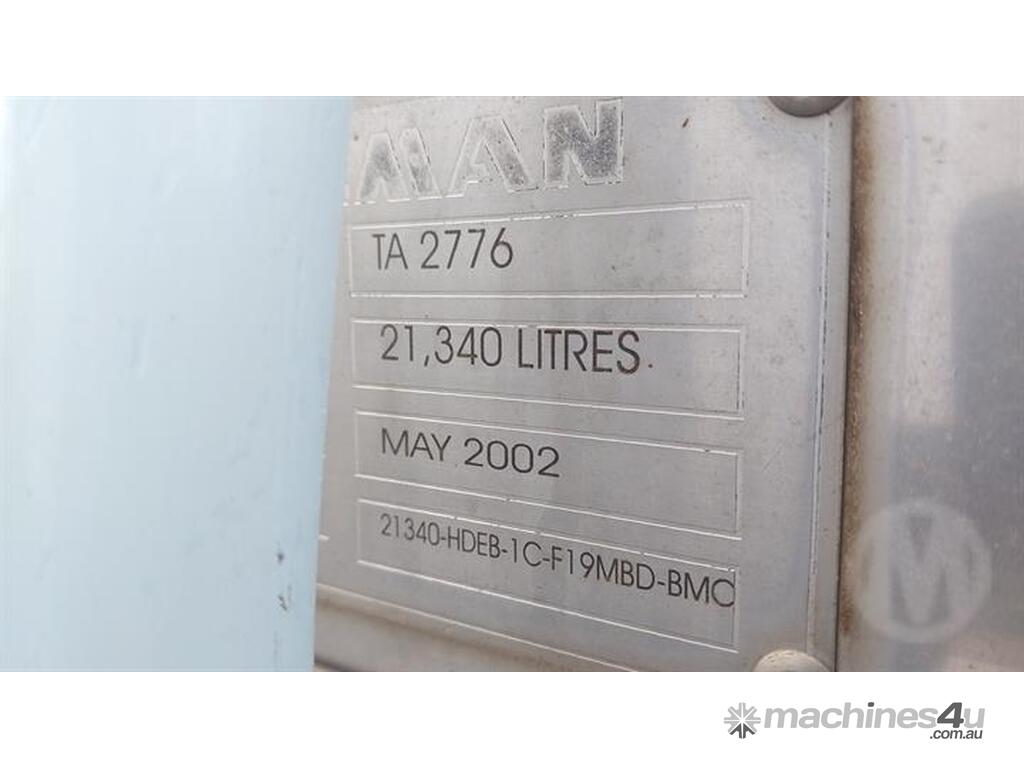 MAN
TA 2776
21,340 LITRES
MAY 2002
21340-HDEB-1C-F19MBD-BMC
M
machines4u
.com.au